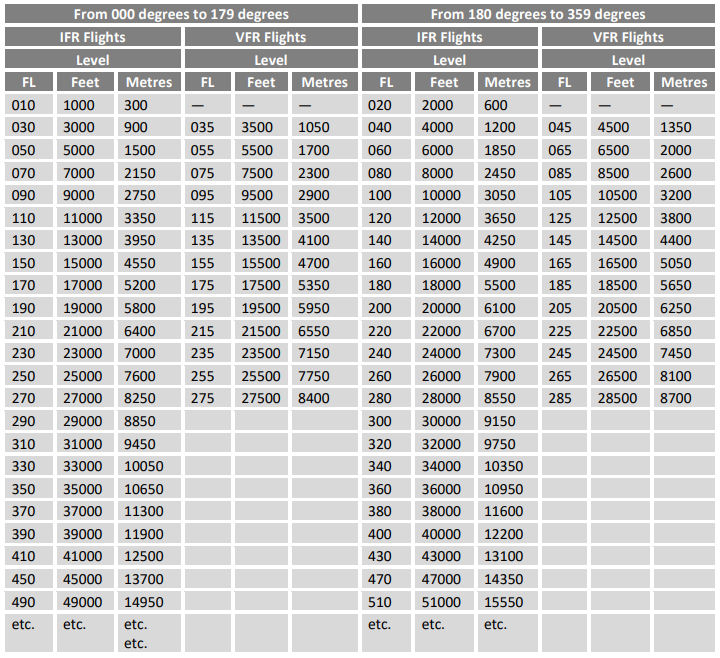 From 000 degrees to 179 degrees From 180 degrees to 359 degrees
IFR Flights VFR Flights IFR Flights VFR Flights
Level Level Level Level
FL Feet Metres FL Feet Metres FL Feet Metres FL Feet Metres
010 1000 300 — — — 020 2000 600 — — —
030 3000 900 035 3500 1050 040 4000 1200 045 4500 1350
050 5000 1500 055 5500 1700 060 6000 1850 065 6500 2000
070 7000 2150 075 7500 2300 080 8000 2450 085 8500 2600
090 9000 2750 095 9500 2900 100 10000 3050 105 10500 3200
110 11000 3350 115 11500 3500 120 12000 3650 125 12500 3800
130 13000 3950 135 13500 4100 140 14000 4250 145 14500 4400
150 15000 4550 155 15500 4700 160 16000 4900 165 16500 5050
170 17000 5200 175 17500 5350 180 18000 5500 185 18500 5650
190 19000 5800 195 19500 5950 200 20000 6100 205 20500 6250
210 21000 6400 215 21500 6550 220 22000 6700 225 22500 6850
230 23000 7000 235 23500 7150 240 24000 7300 245 24500 7450
250 25000 7600 255 25500 7750 260 26000 7900 265 26500 8100
270 27000 8250 275 27500 8400 280 28000 8550 285 28500 8700
290 29000 8850 300 30000 9150
310 31000 9450 320 32000 9750
330 33000 10050 340 34000 10350
350 35000 10650 360 36000 10950
370 37000 11300 380 38000 11600
390 39000 11900 400 40000 12200
410 41000 12500 430 43000 13100
450 45000 13700 470 47000 14350
490 49000 14950 510 51000 15550
etc. etc. etc. etc. etc. etc.
etc.